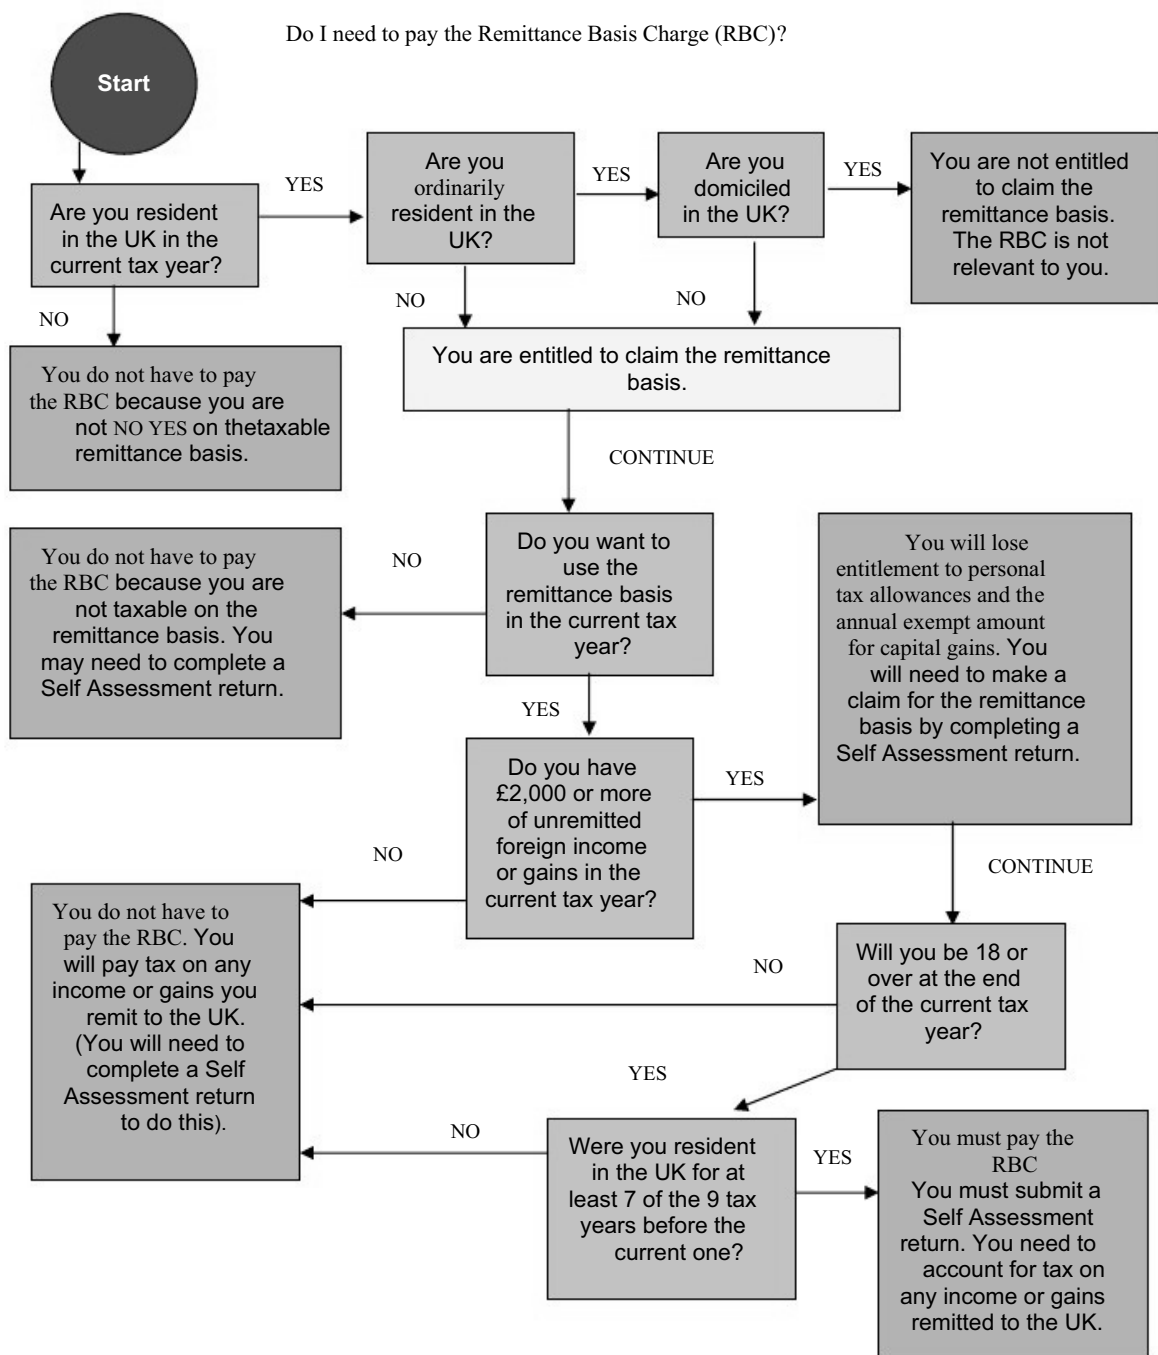 Do I need to pay the Remittance Basis Charge (RBC)?
Start
Are you resident
in the UK in the
current tax year?
YES
Are you
ordinarily
resident in the
UK?
YES
Are you
domiciled
in the UK?
YES
You are not entitled
to claim the
remittance basis.
The RBC is not
relevant to you.
NO
NO
NO
You do not have to pay
the RBC because you are
not NO YES on thetaxable
remittance basis.
You are entitled to claim the remittance
basis.
CONTINUE
Do you want to
use the
remittance basis
in the current tax
year?
NO
You do not have to pay
the RBC because you are
not taxable on the
remittance basis. You
may need to complete a
Self Assessment return.
YES
Do you have
£2,000 or more
of unremitted
foreign income
or gains in the
current tax year?
YES
You will lose
entitlement to personal
tax allowances and the
annual exempt amount
for capital gains. You
will need to make a
claim for the remittance
basis by completing a
Self Assessment return.
NO
CONTINUE
You do not have to
pay the RBC. You
will pay tax on any
income or gains you
remit to the UK.
(You will need to
complete a Self
Assessment return
to do this).
Will you be 18 or
over at the end
of the current tax
year?
NO
YES
Were you resident
in the UK for at
least 7 of the 9 tax
years before the
current one?
NO
YES
You must pay the
RBC
You must submit a
Self Assessment
return. You need to
account for tax on
any income or gains
remitted to the UK.